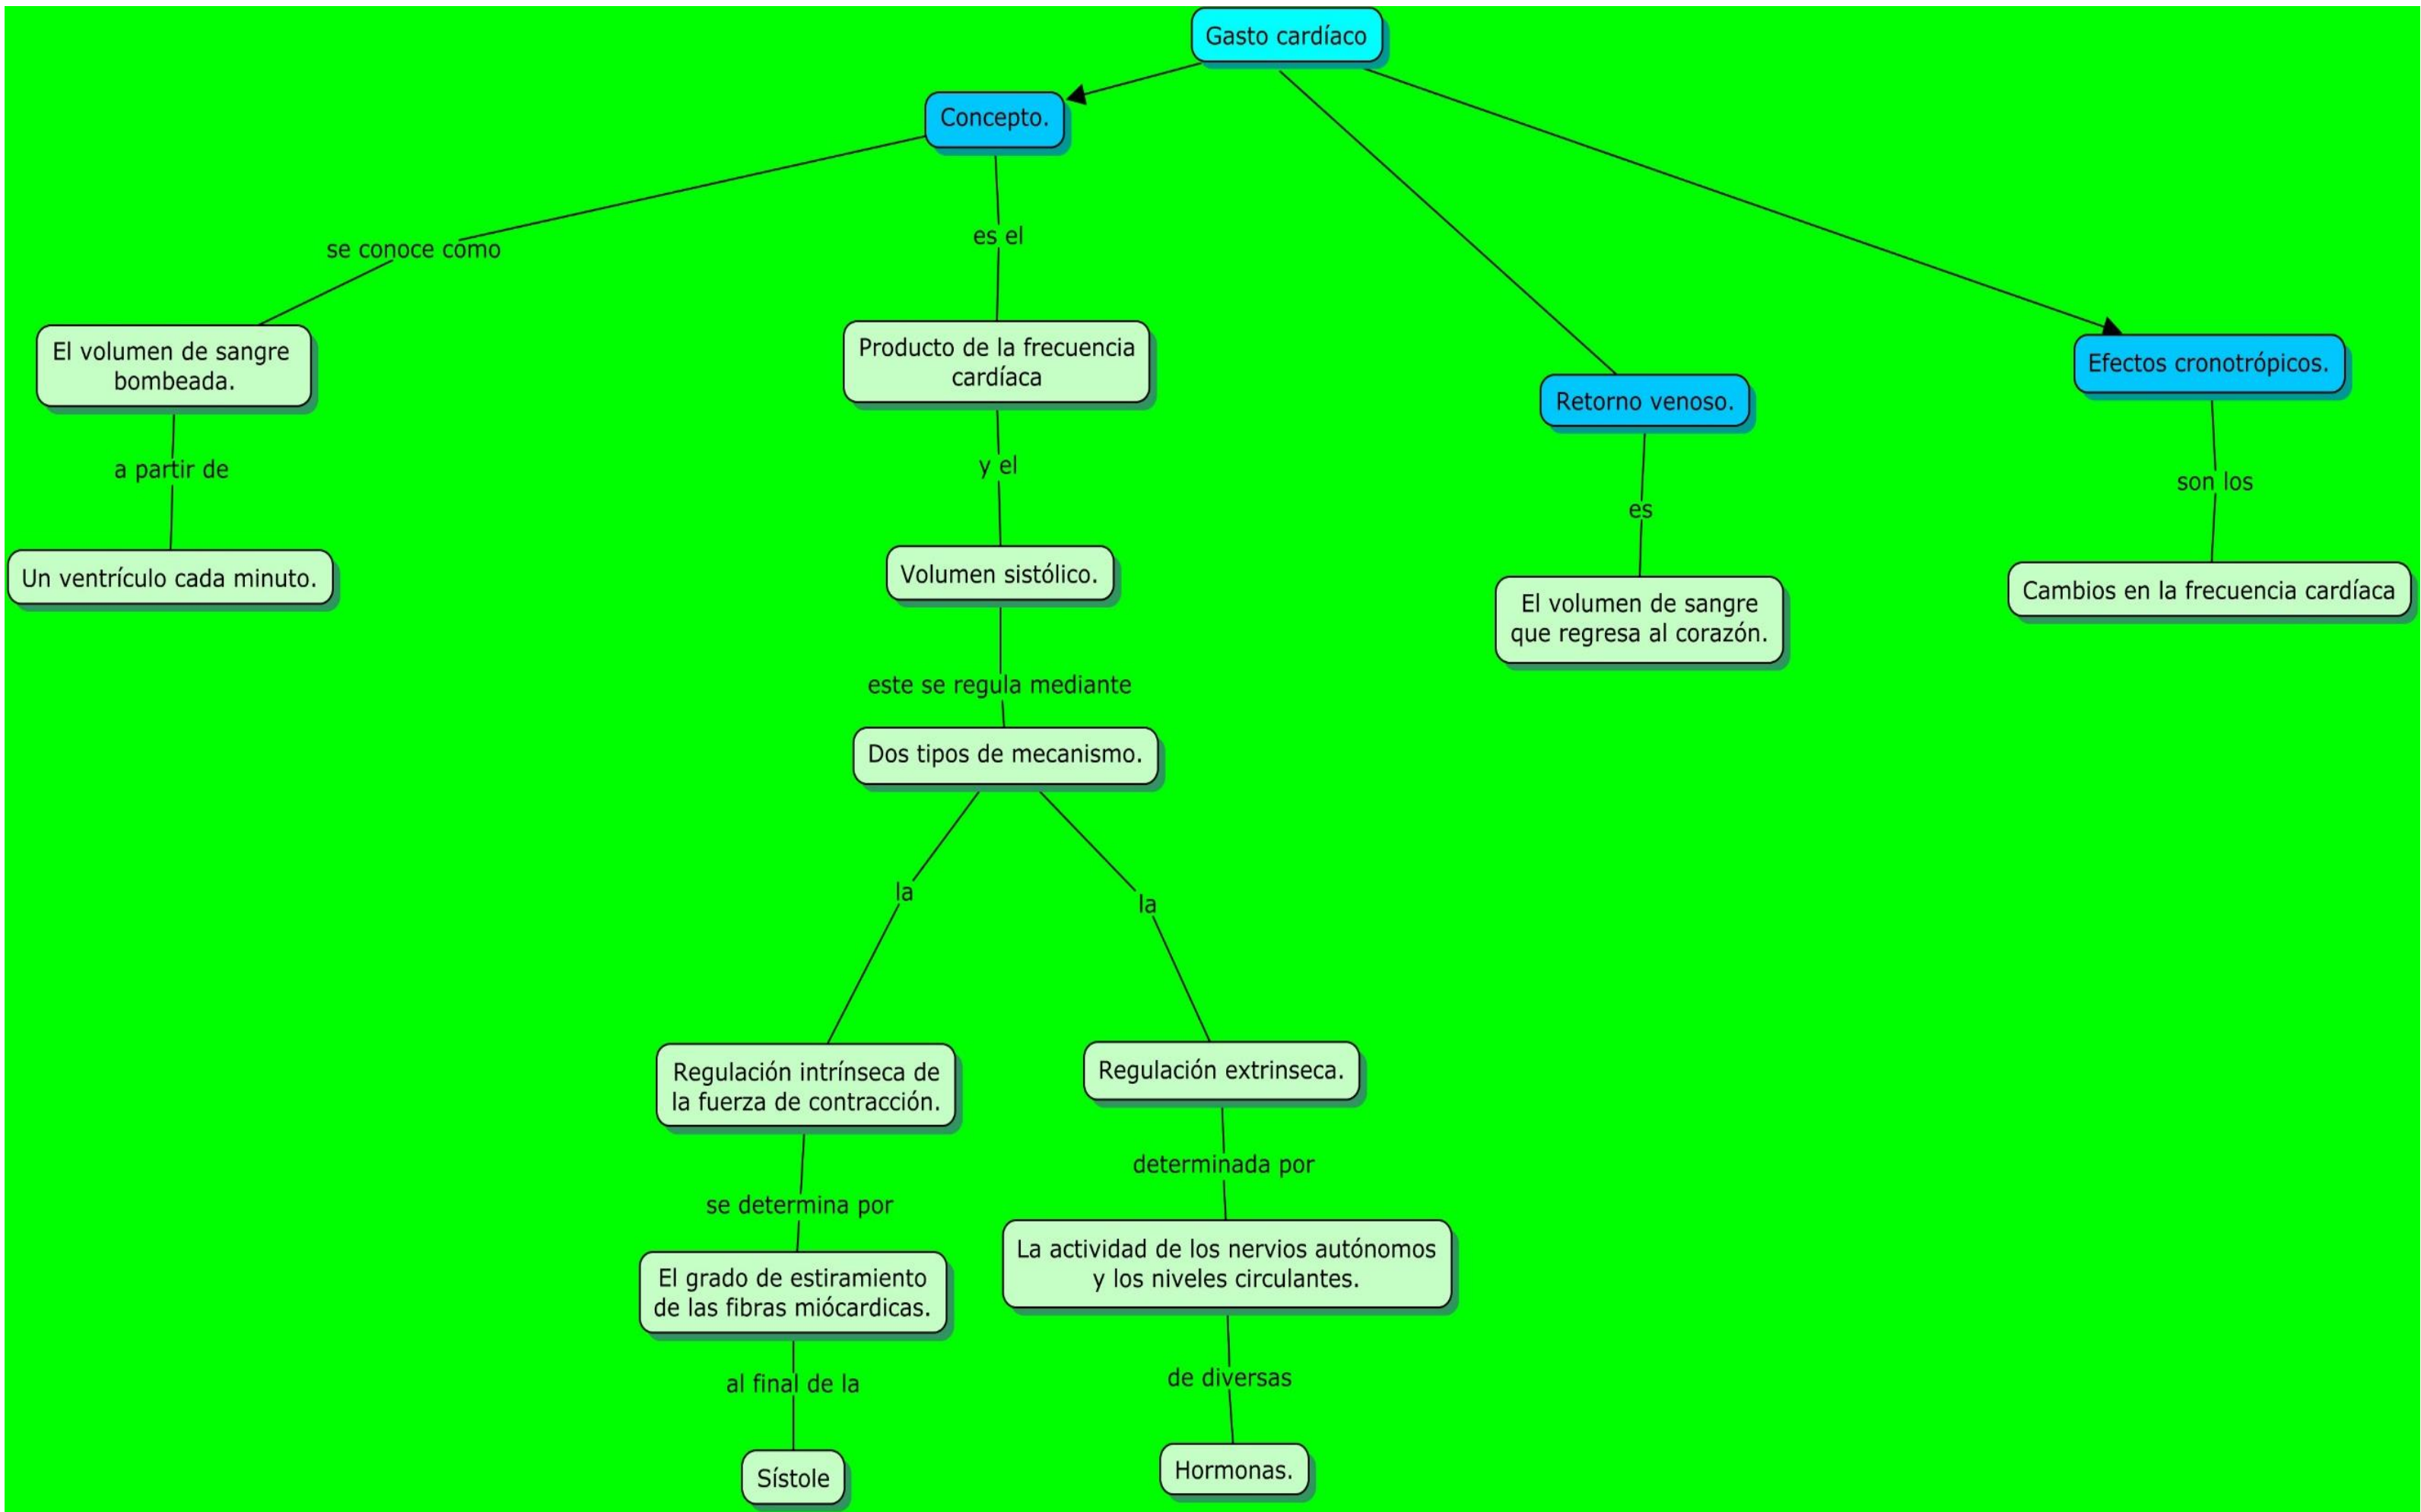 Gasto cardíaco
Concepto.
se conoce como
El volumen de sangre
bombeada.
a partir de
Un ventrículo cada minuto.
es el
Producto de la frecuencia
cardíaca
y el
Volumen sistólico.
este se regula mediante
Dos tipos de mecanismo.
la
Regulación intrínseca de
la fuerza de contracción.
se determina por
El grado de estiramiento
de las fibras miócardicas.
al final de la
Sístole
la
Regulación extrinseca.
determinada por
La actividad de los nervios autónomos
y los niveles circulantes.
de diversas
Hormonas.
Retorno venoso.
es
El volumen de sangre
que regresa al corazón.
Efectos cronotrópicos.
son los
Cambios en la frecuencia cardíaca